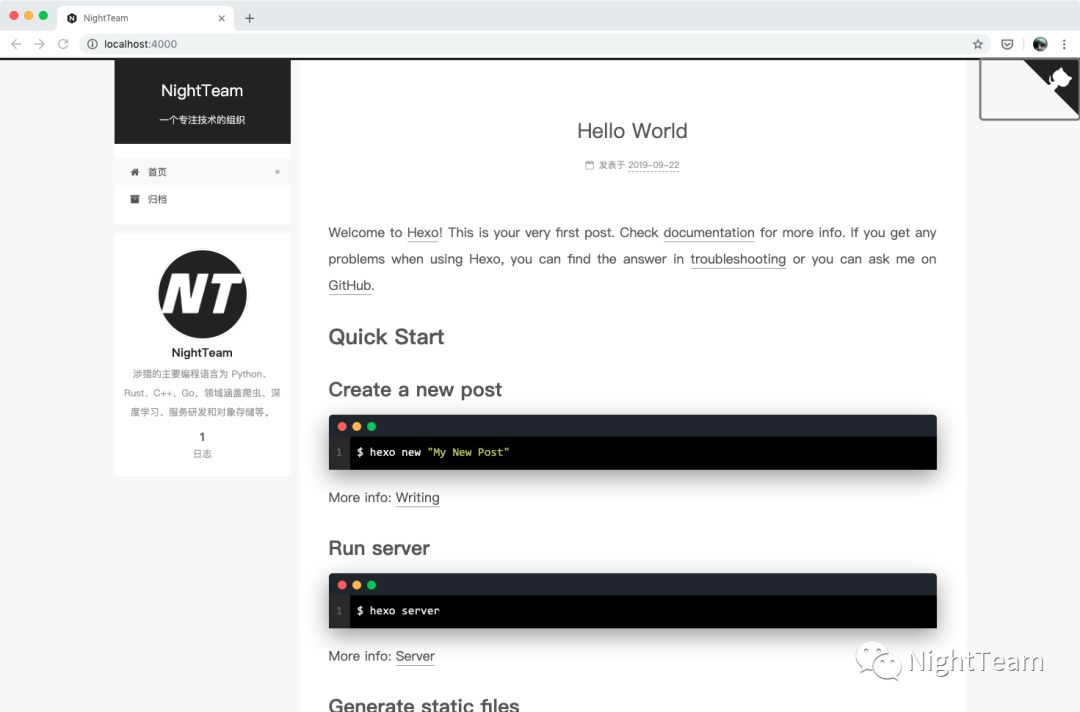 NightTeam
localhost:4000
NightTeam
一个专注技术的组织
首页
归档
NT
NightTeam
涉猎的主要编程语言为 Python、
Rust、C++、Go，领域涵盖爬虫、深
度学习、服务研发和对象存储等。
1
日志
Hello World
发表于 2019-09-22
Welcome to Hexo! This is your very first post. Check documentation for more info. If you get any
problems when using Hexo, you can find the answer in troubleshooting or you can ask me on
GitHub.
Quick Start
Create a new post
1 $ hexo new "My New Post"
More info: Writing
Run server
1 $ hexo server
More info: Server
Generate static files
NightTeam